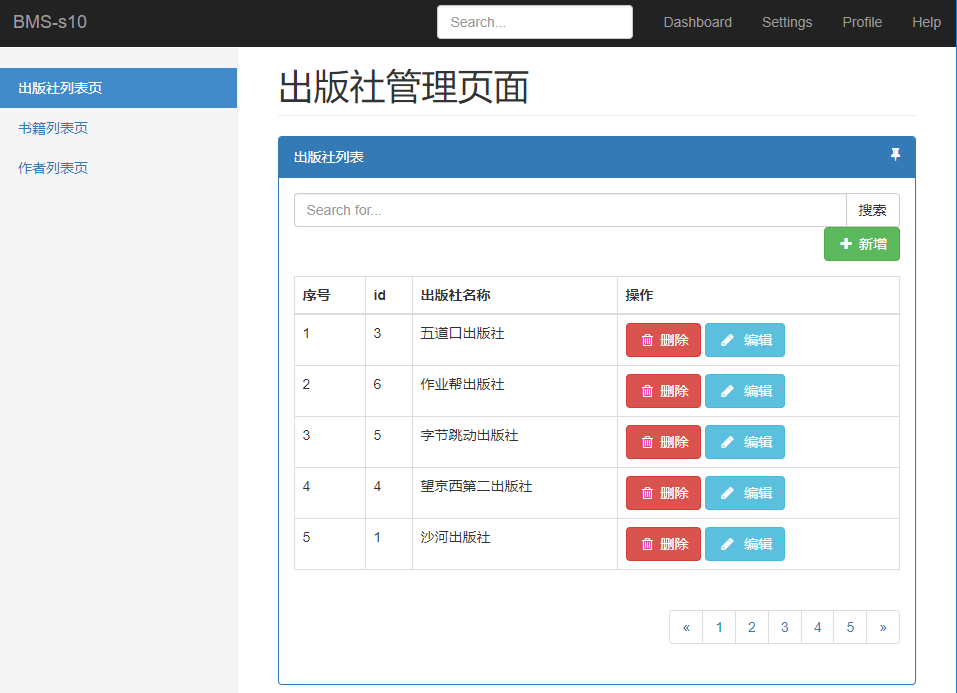 BMS-s10 Search... Dashboard Settings Profile Help
出版社列表页
书籍列表页
作者列表页
出版社管理页面
出版社列表
Search for... 搜索
新增
序号 id 出版社名称 操作
1 3 五道口出版社 删除 编辑
2 6 作业帮出版社 删除 编辑
3 5 字节跳动出版社 删除 编辑
4 4 望京西第二出版社 删除 编辑
5 1 沙河出版社 删除 编辑
« 1 2 3 4 5 »